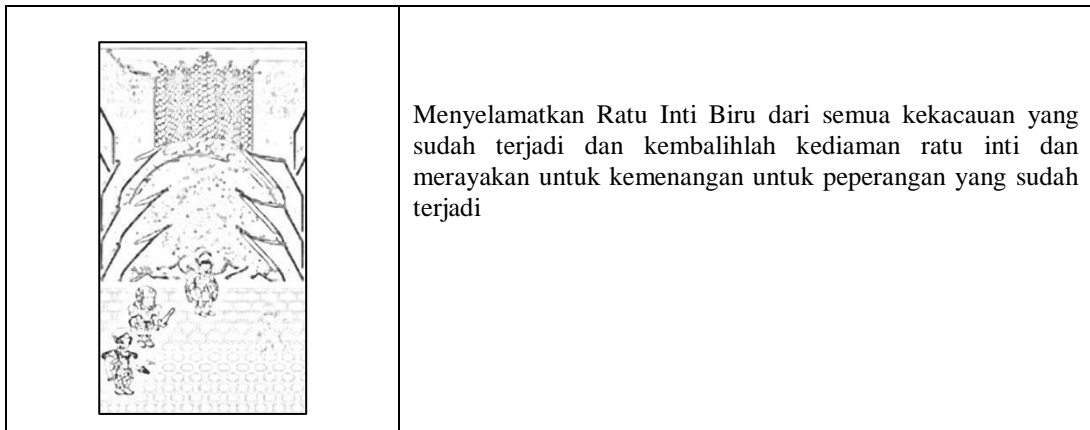 Menyelamatkan Ratu Inti Biru dari semua kekacauan yang
sudah terjadi dan kembalihlah kediaman ratu inti dan
merayakan untuk kemenangan untuk peperangan yang sudah
terjadi